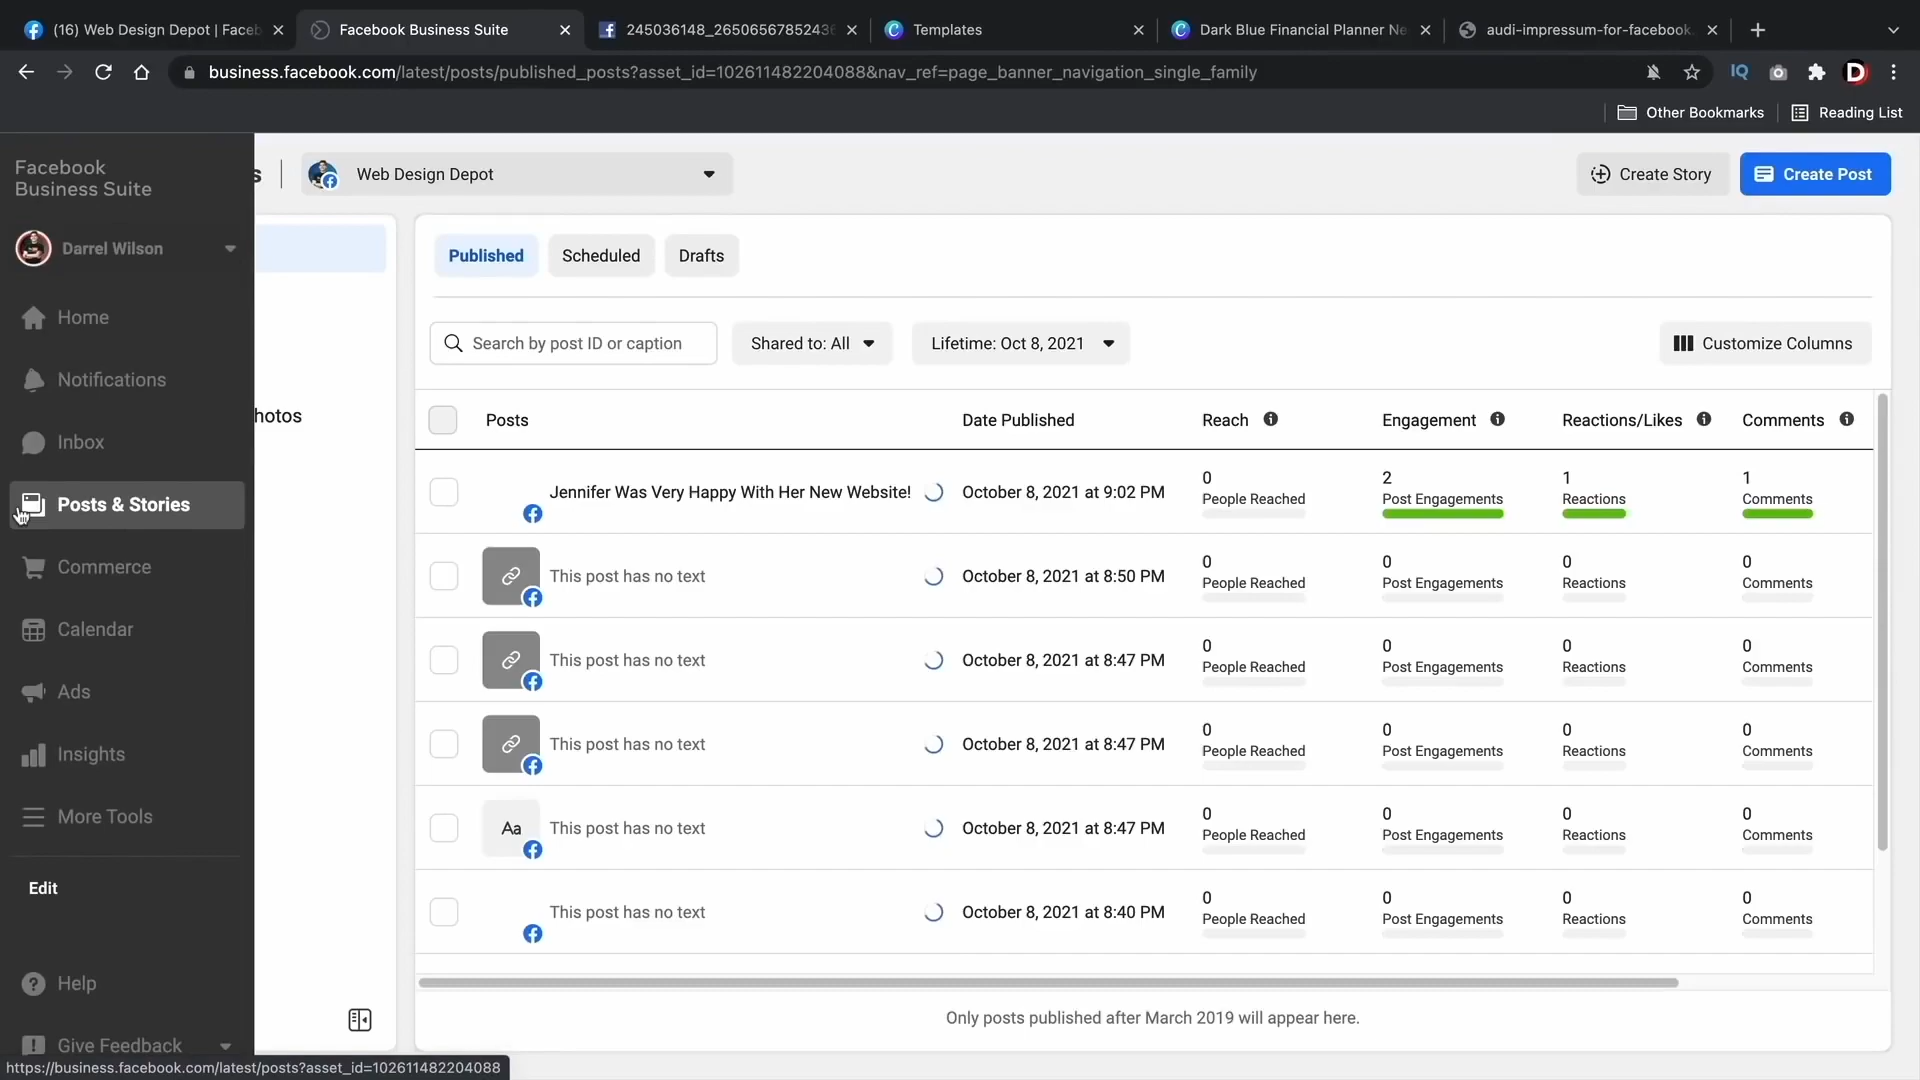 (16) Web Design Depot | Faceb
Facebook Business Suite
245036148_26506567852436
Templates
Dark Blue Financial Planner Ne
audi-impressum-for-facebook.
business.facebook.com/latest/posts/published_posts?asset_id=102611482204088&nav_ref=page_banner_navigation_single_family
IQ
D
Other Bookmarks
Reading List
Facebook
Business Suite
s
Web Design Depot
Create Story
Create Post
Darrel Wilson
Published
Scheduled
Drafts
Home
Search by post ID or caption
Shared to: All
Lifetime: Oct 8, 2021
Customize Columns
Notifications
hotos
Posts
Date Published
Reach
Engagement
Reactions/Likes
Comments
Inbox
Jennifer Was Very Happy With Her New Website!
October 8, 2021 at 9:02 PM
0
People Reached
2
Post Engagements
1
Reactions
1
Comments
Posts & Stories
This post has no text
October 8, 2021 at 8:50 PM
0
People Reached
0
Post Engagements
0
Reactions
0
Comments
Commerce
Calendar
This post has no text
October 8, 2021 at 8:47 PM
0
People Reached
0
Post Engagements
0
Reactions
0
Comments
Ads
This post has no text
October 8, 2021 at 8:47 PM
0
People Reached
0
Post Engagements
0
Reactions
0
Comments
Insights
More Tools
Aa
This post has no text
October 8, 2021 at 8:47 PM
0
People Reached
0
Post Engagements
0
Reactions
0
Comments
Edit
This post has no text
October 8, 2021 at 8:40 PM
0
People Reached
0
Post Engagements
0
Reactions
0
Comments
Help
Only posts published after March 2019 will appear here.
Give Feedback
https://business.facebook.com/latest/posts?asset_id=102611482204088